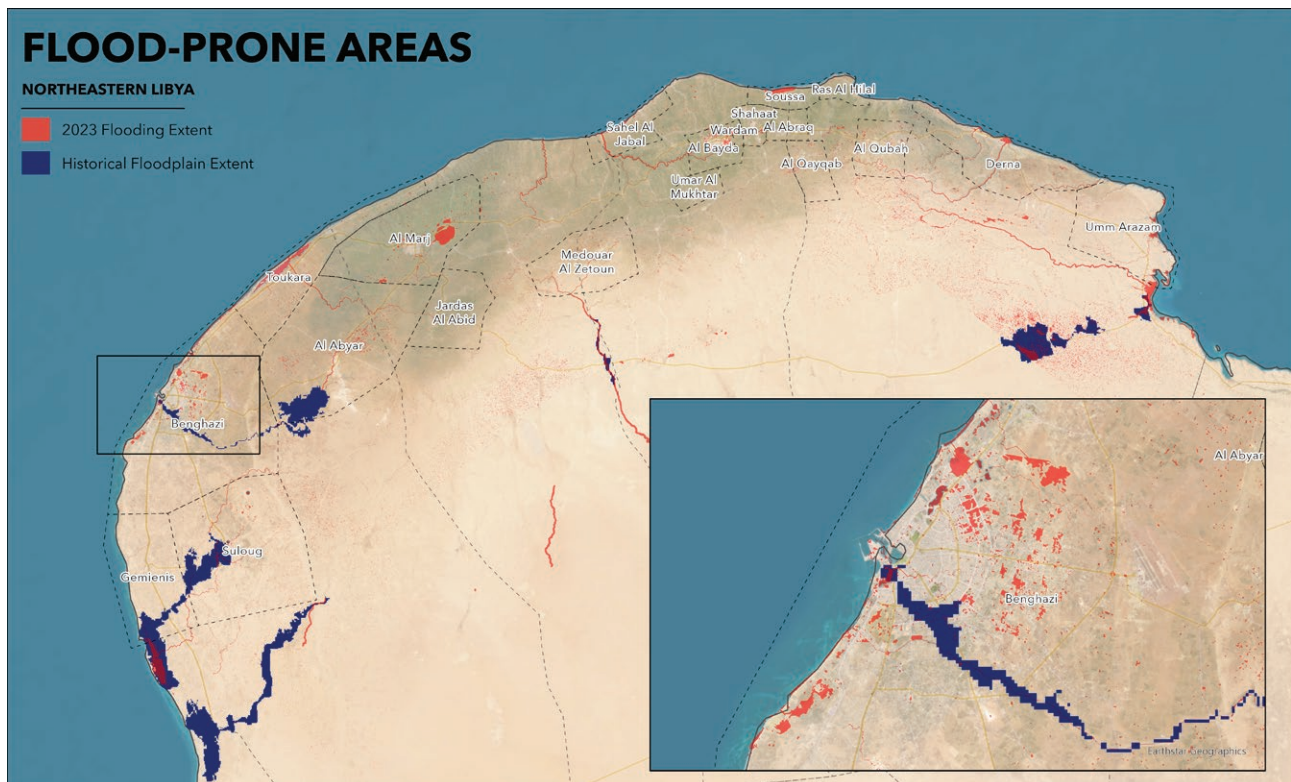 FLOOD-PRONE AREAS
NORTHEASTERN LIBYA
2023 Flooding Extent
Historical Floodplain Extent
Soussa
Ras Al Hilal
Shahaat
Sahel Al
Jabal
Wardam
Al Abraq
Al Bayda
Al Qayqab
Al Qubah
Derna
Umar Al
Mukhtar
Umm Arazam
Al Marj
Medouar
Al Zetoun
Toukara
Jardas
Al Abid
Al Abyar
Benghazi
Suloug
Gemienis
Al Abyar
Benghazi
Earthstar Geographics